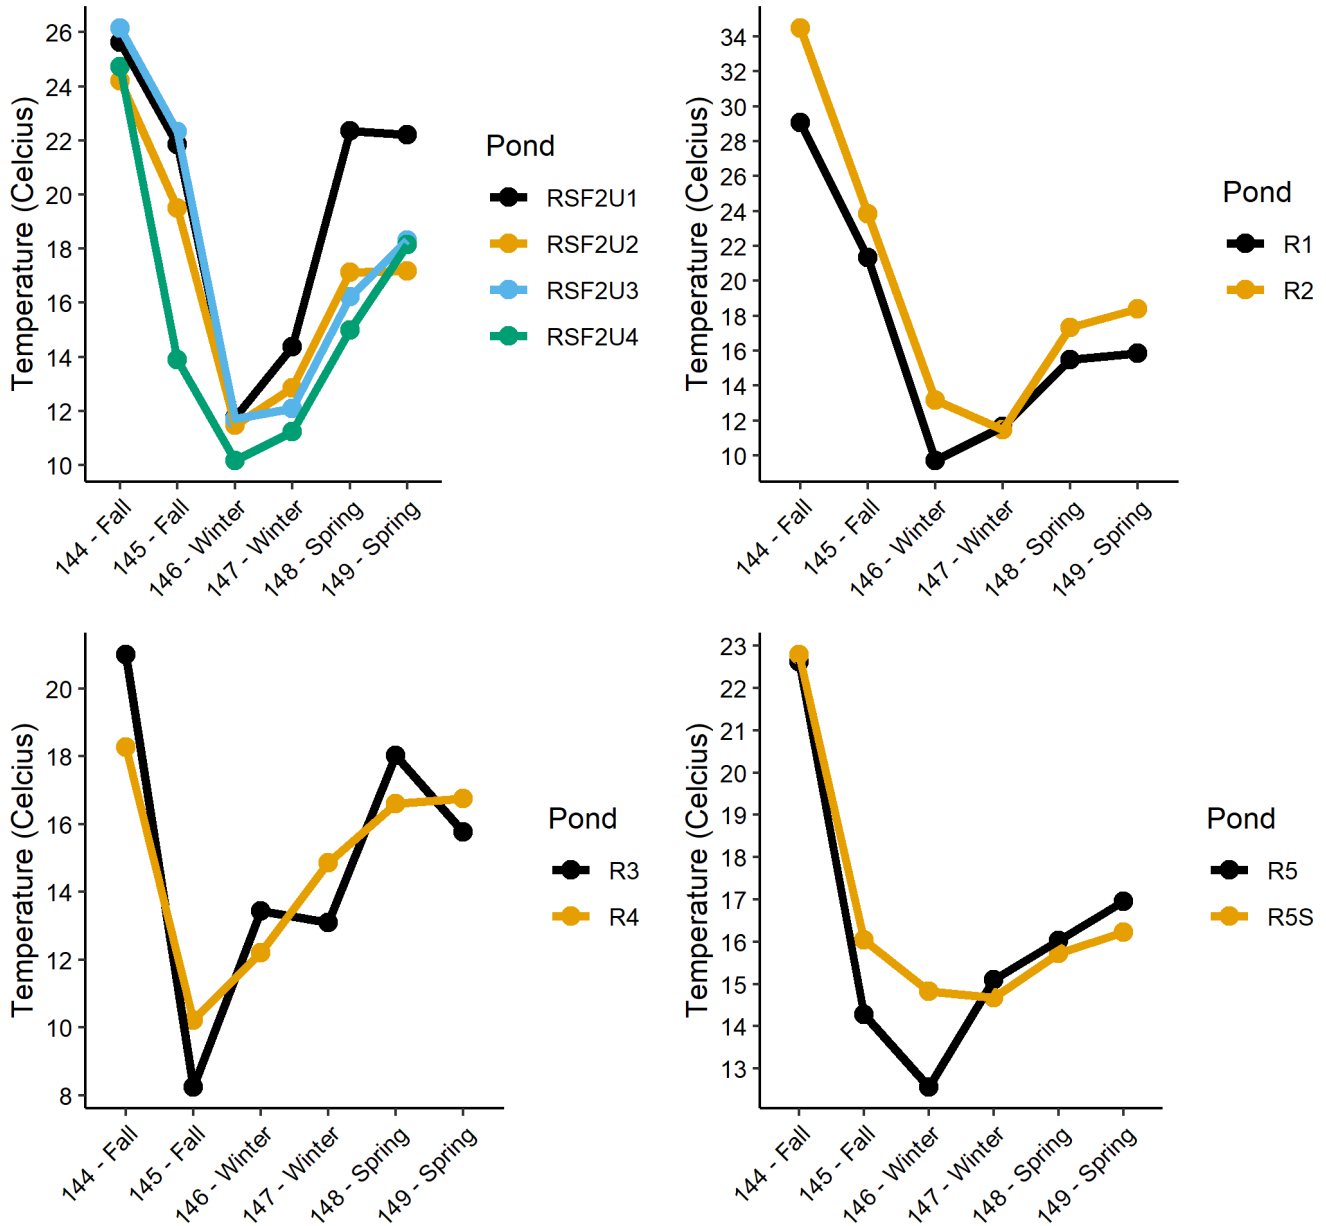 26
24
22
20
18
16
14
12
10
Temperature (Celcius)
144 - Fall
145 - Fall
146 - Winter
147 - Winter
148 - Spring
149 - Spring
Pond
RSF2U1
RSF2U2
RSF2U3
RSF2U4
34
32
30
28
26
24
22
20
18
16
14
12
10
Temperature (Celcius)
144 - Fall
145 - Fall
146 - Winter
147 - Winter
148 - Spring
149 - Spring
Pond
R1
R2
20
18
16
14
12
10
8
Temperature (Celcius)
144 - Fall
145 - Fall
146 - Winter
147 - Winter
148 - Spring
149 - Spring
Pond
R3
R4
23
22
21
20
19
18
17
16
15
14
13
Temperature (Celcius)
144 - Fall
145 - Fall
146 - Winter
147 - Winter
148 - Spring
149 - Spring
Pond
R5
R5S